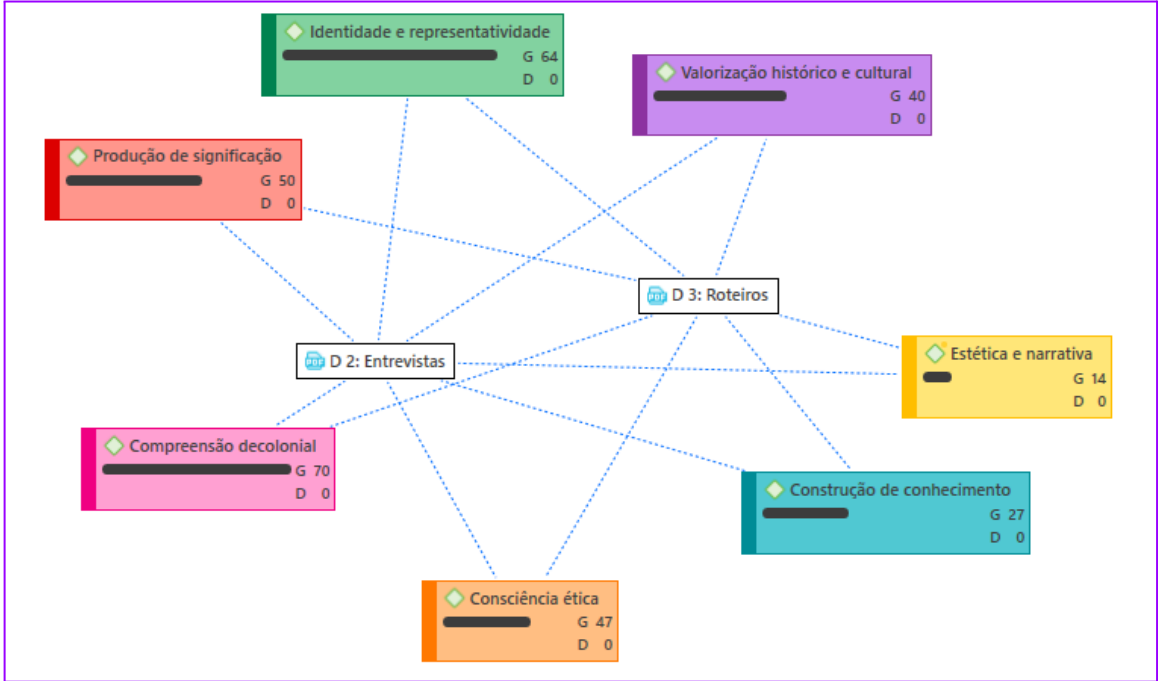 Identidade e representatividade
G 64
D 0
Valorização histórico e cultural
G 40
D 0
Produção de significação
G 50
D 0
D 3: Roteiros
D 2: Entrevistas
Estética e narrativa
G 14
D 0
Compreensão decolonial
G 70
D 0
Construção de conhecimento
G 27
D 0
Consciência ética
G 47
D 0